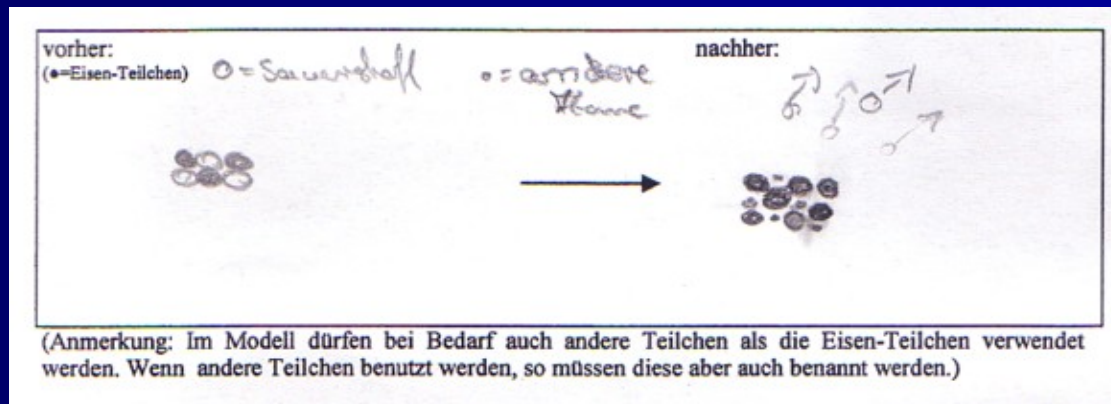 vorher:
(●=Eisen-Teilchen) O = Sauerstoff • = andere
nachher:
(Anmerkung: Im Modell dürfen bei Bedarf auch andere Teilchen als die Eisen-Teilchen verwendet
werden. Wenn andere Teilchen benutzt werden, so müssen diese aber auch benannt werden.)